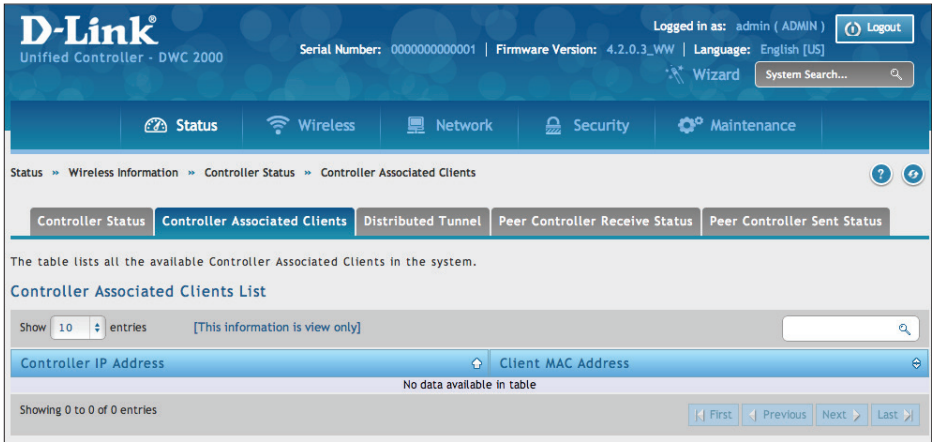 D-Link®
Unified Controller - DWC 2000
Logged in as: admin ( ADMIN ) Logout
Serial Number: 0000000000001 | Firmware Version: 4.2.0.3_WW | Language: English [US]
Wizard System Search...
Status Wireless Network Security Maintenance
Status » Wireless Information » Controller Status » Controller Associated Clients ?
Controller Status Controller Associated Clients Distributed Tunnel Peer Controller Receive Status Peer Controller Sent Status
The table lists all the available Controller Associated Clients in the system.
Controller Associated Clients List
Show 10 entries [This information is view only]
Controller IP Address Client MAC Address
No data available in table
Showing 0 to 0 of 0 entries First Previous Next Last